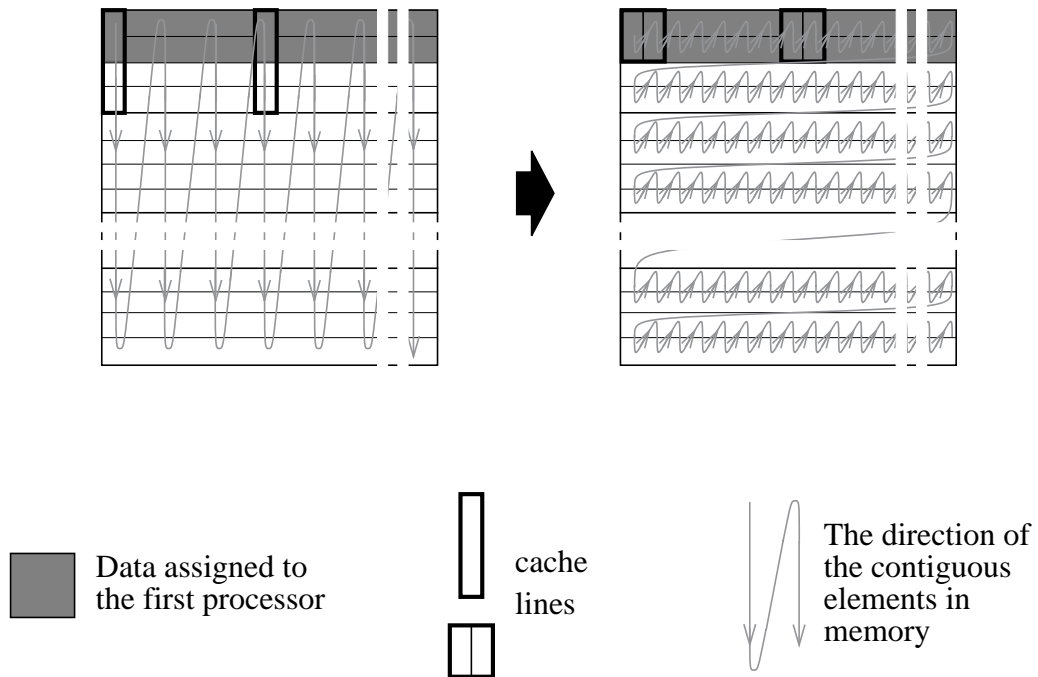 Data assigned to
the first processor
cache
lines
The direction of
the contiguous
elements in
memory